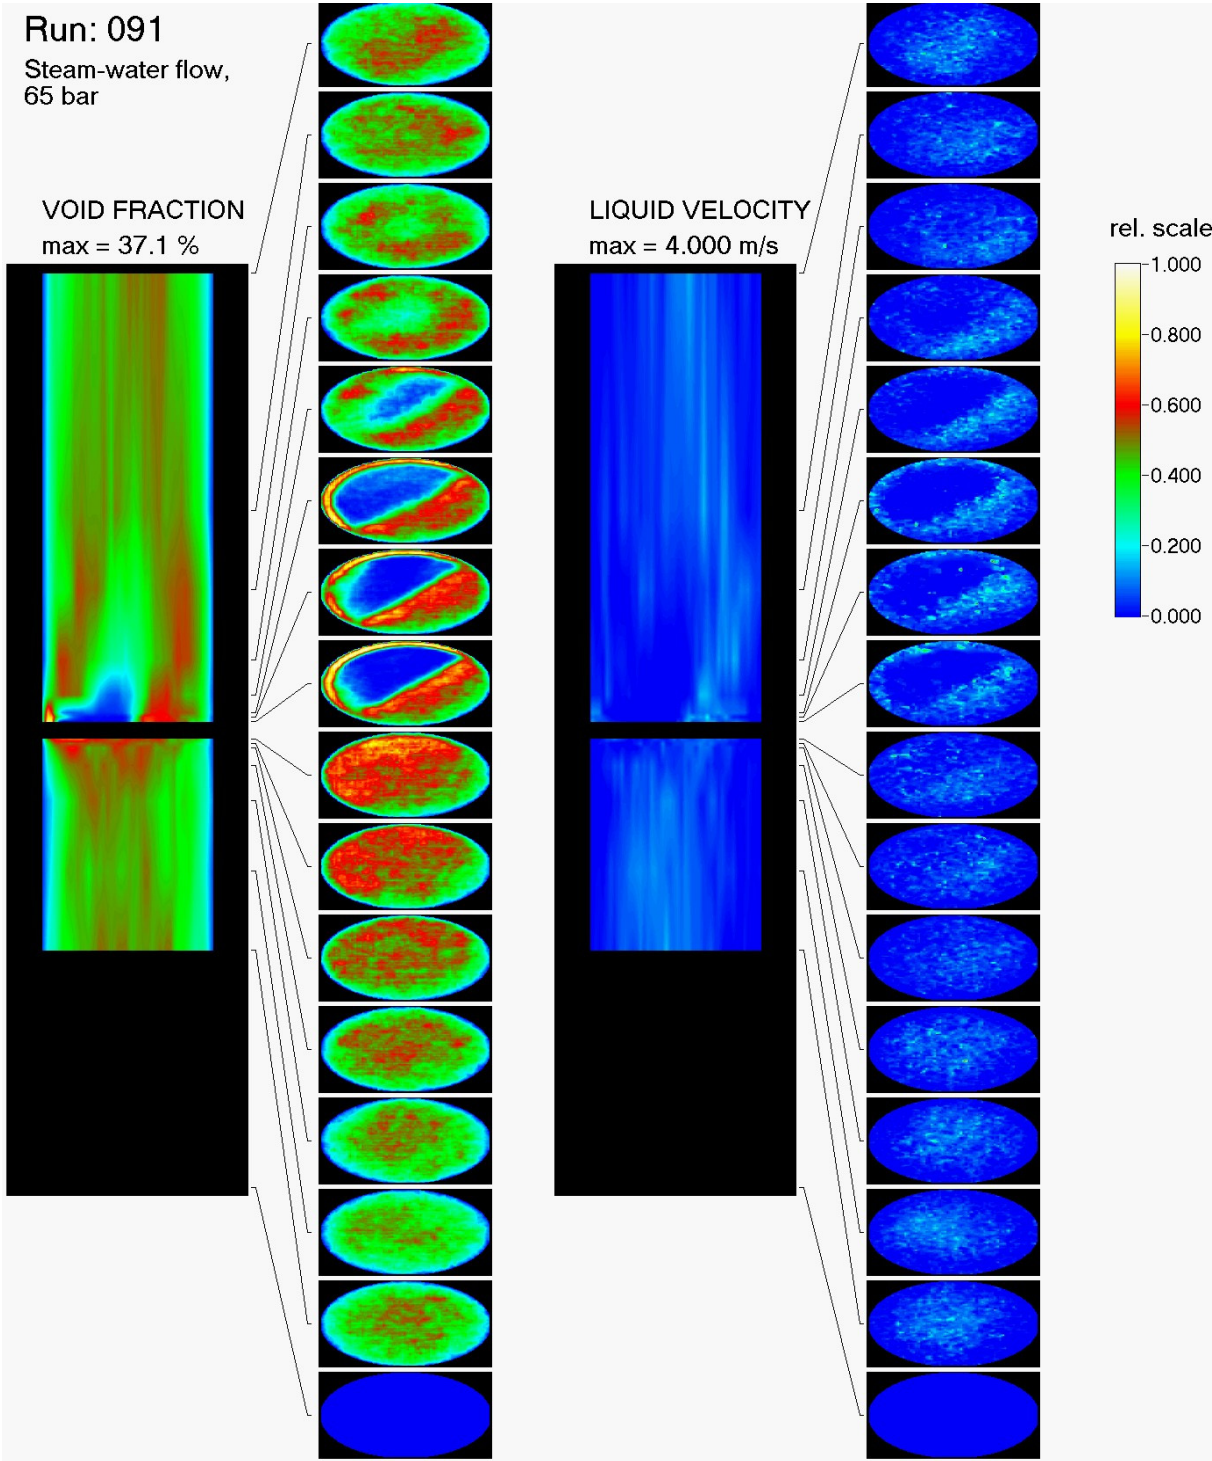 Run: 091
Steam-water flow,
65 bar
VOID FRACTION
max = 37.1 %
LIQUID VELOCITY
max = 4.000 m/s
rel. scale
1.000
0.800
0.600
0.400
0.200
0.000